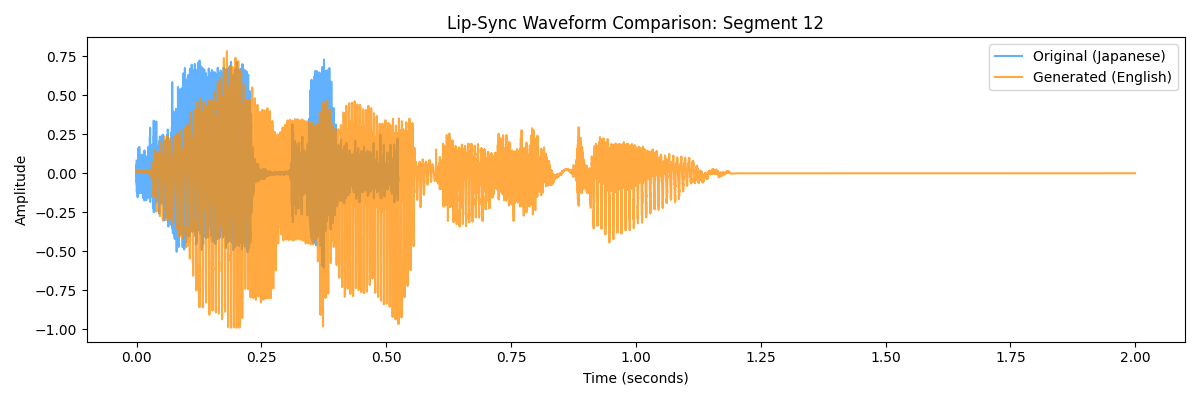 Lip-Sync Waveform Comparison: Segment 12
Original (Japanese)
Generated (English)
Amplitude
0.75
0.50
0.25
0.00
−0.25
−0.50
−0.75
−1.00
0.00 0.25 0.50 0.75 1.00 1.25 1.50 1.75 2.00
Time (seconds)